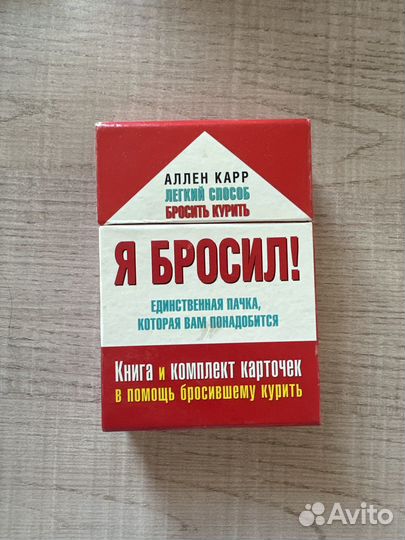 АЛЛЕН КАРР
ЛЕГКИЙ СПОСОБ
БРОСИТЬ КУРИТЬ
Я БРОСИЛ!
ЕДИНСТВЕННАЯ ПАЧКА,
КОТОРАЯ ВАМ ПОНАДОБИТСЯ
Книга и комплект карточек
в помощь бросившему курить
Avito